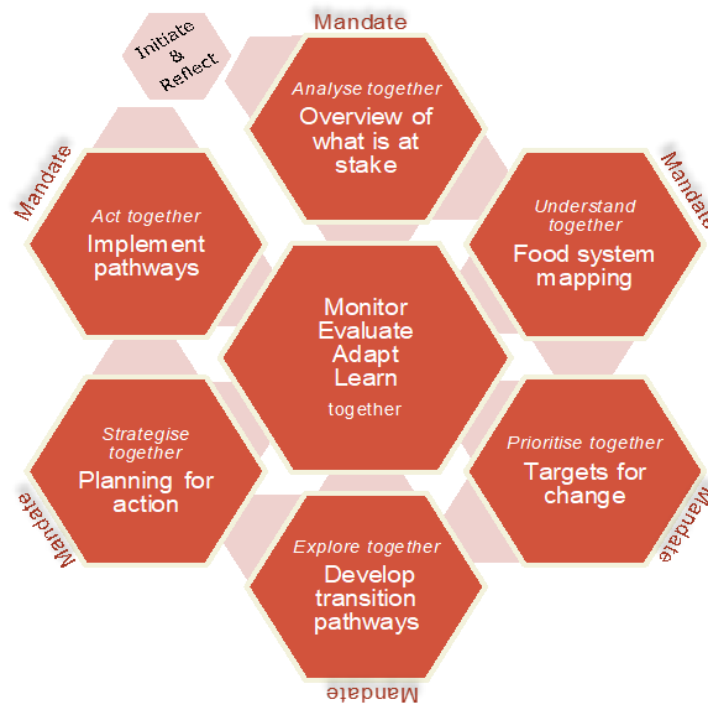 Mandate
Initiate
&
Reflect
Analyse together
Overview of
what is at
stake
Mandate
Act together
Implement
pathways
Mandate
Understand
together
Food system
mapping
Monitor
Evaluate
Adapt
Learn
together
Strategise
together
Planning for
action
Mandate
Prioritise together
Targets for
change
Mandate
Explore together
Develop
transition
pathways
Mandate